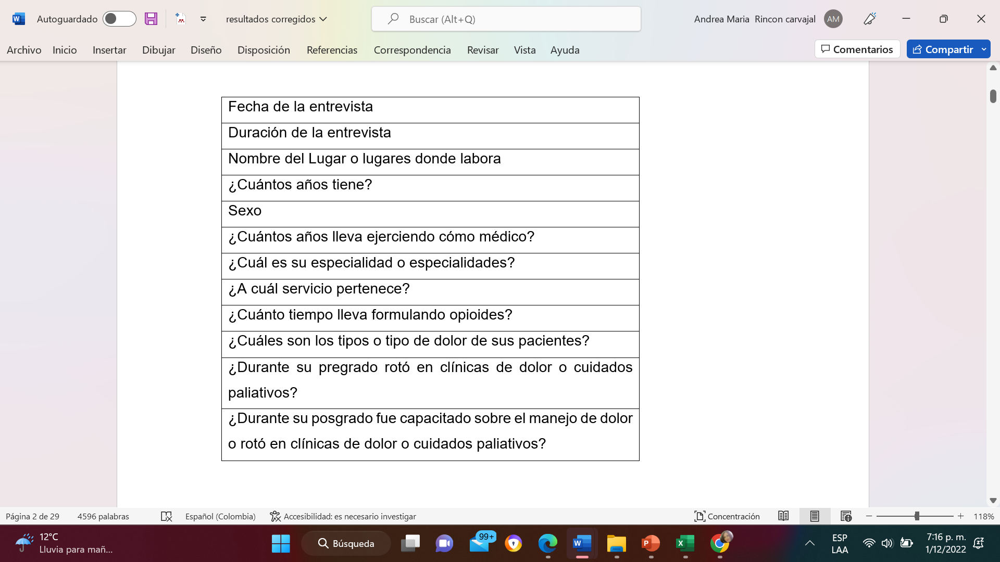 Autoguardado
resultados corregidos
Buscar (Alt+Q)
Andrea Maria Rincon carvajal
AM
Archivo Inicio Insertar Dibujar Diseño Disposición Referencias Correspondencia Revisar Vista Ayuda
Comentarios
Compartir
Fecha de la entrevista
Duración de la entrevista
Nombre del Lugar o lugares donde labora
¿Cuántos años tiene?
Sexo
¿Cuántos años lleva ejerciendo cómo médico?
¿Cuál es su especialidad o especialidades?
¿A cuál servicio pertenece?
¿Cuánto tiempo lleva formulando opioides?
¿Cuáles son los tipos o tipo de dolor de sus pacientes?
¿Durante su pregrado rotó en clínicas de dolor o cuidados
paliativos?
¿Durante su posgrado fue capacitado sobre el manejo de dolor
o rotó en clínicas de dolor o cuidados paliativos?
Página 2 de 29 4596 palabras Español (Colombia) Accesibilidad: es necesario investigar Concentración 118%
12°C
Lluvia para mañ...
Búsqueda
99+
ESP
LAA
7:16 p. m.
1/12/2022